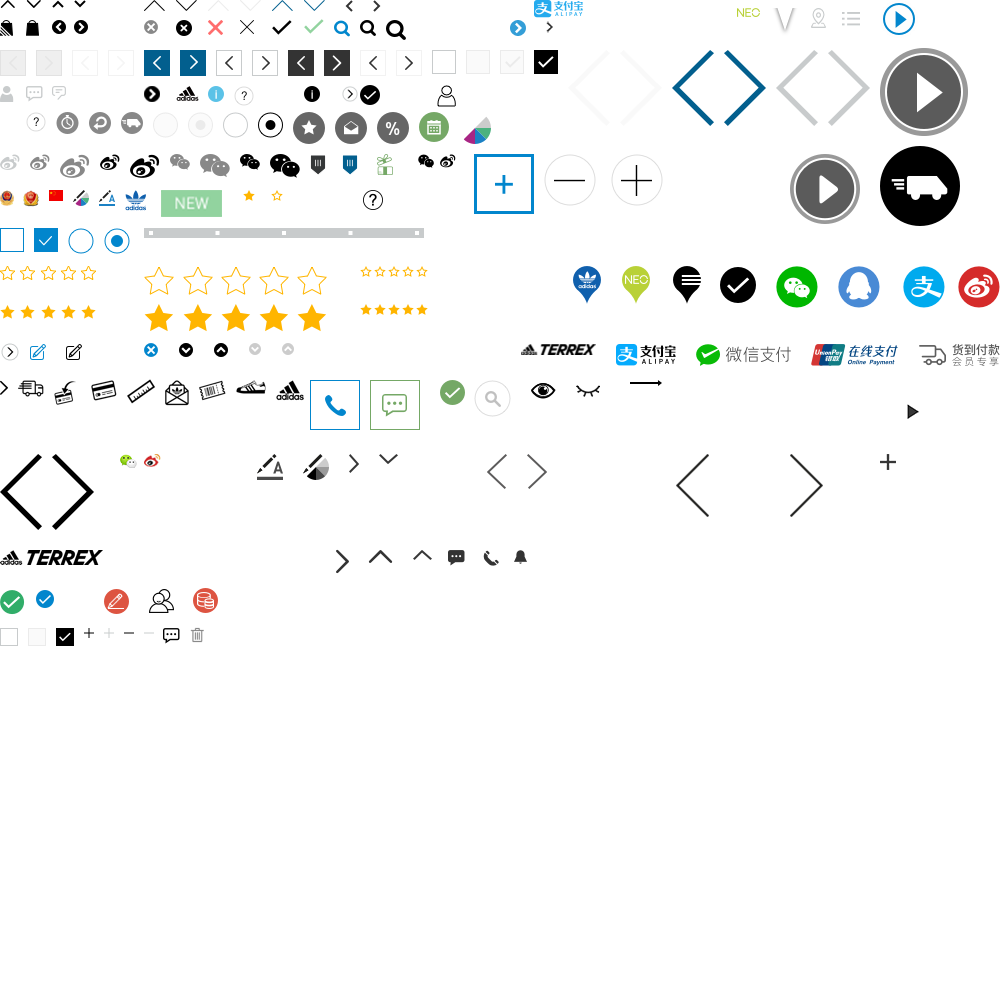 支付宝
ALIPAY
NEO
adidas
NEW
adidas
adidas
NEO
adidas TERREX
支付宝
ALIPAY
微信支付
UnionPay
银联
在线支付
Online Payment
货到付款
会员专享
adidas
adidas TERREX